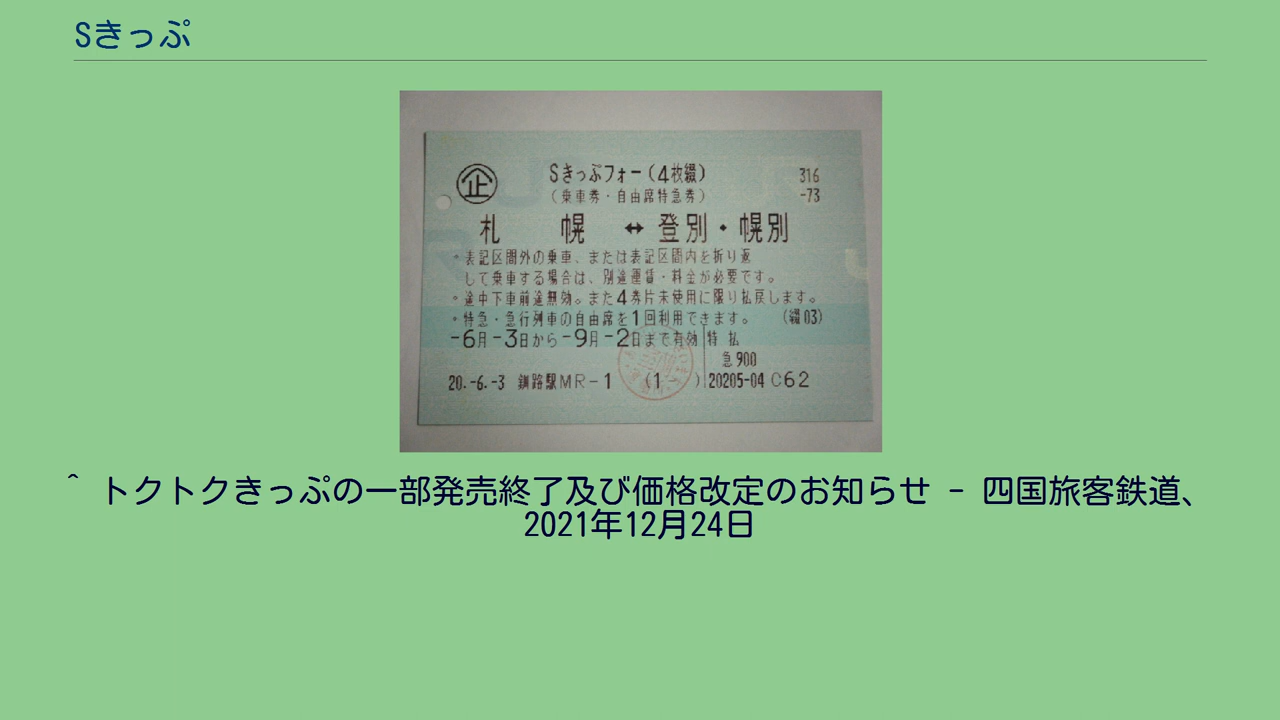 Sきっぷ
企 Sきっぷフォー(4枚綴) 316
(乗車券・自由席特急券) -73
札 幌 ↔ 登別・幌別
・表記区間外の乗車、または表記区間内を折り返
して乗車する場合は、別途運賃・料金が必要です。
・途中下車前途無効。また4券片未使用に限り払戻します。
・特急・急行列車の自由席を1回利用できます。 (綴03)
-6月-3日から-9月-2日まで有効 特 払
急900
20.-6.-3 釧路駅MR-1 (1- )20205-04 C62
^ トクトクきっぷの一部発売終了及び価格改定のお知らせ - 四国旅客鉄道、
2021年12月24日